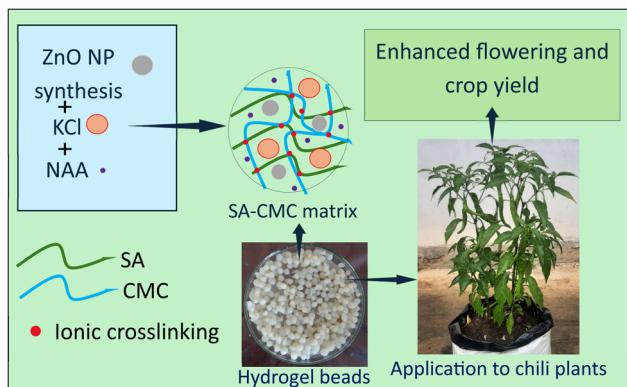 ZnO NP
synthesis
+
KCl
+
NAA
SA-CMC matrix
Enhanced flowering and
crop yield
SA
CMC
Ionic crosslinking
Hydrogel beads
Application to chili plants